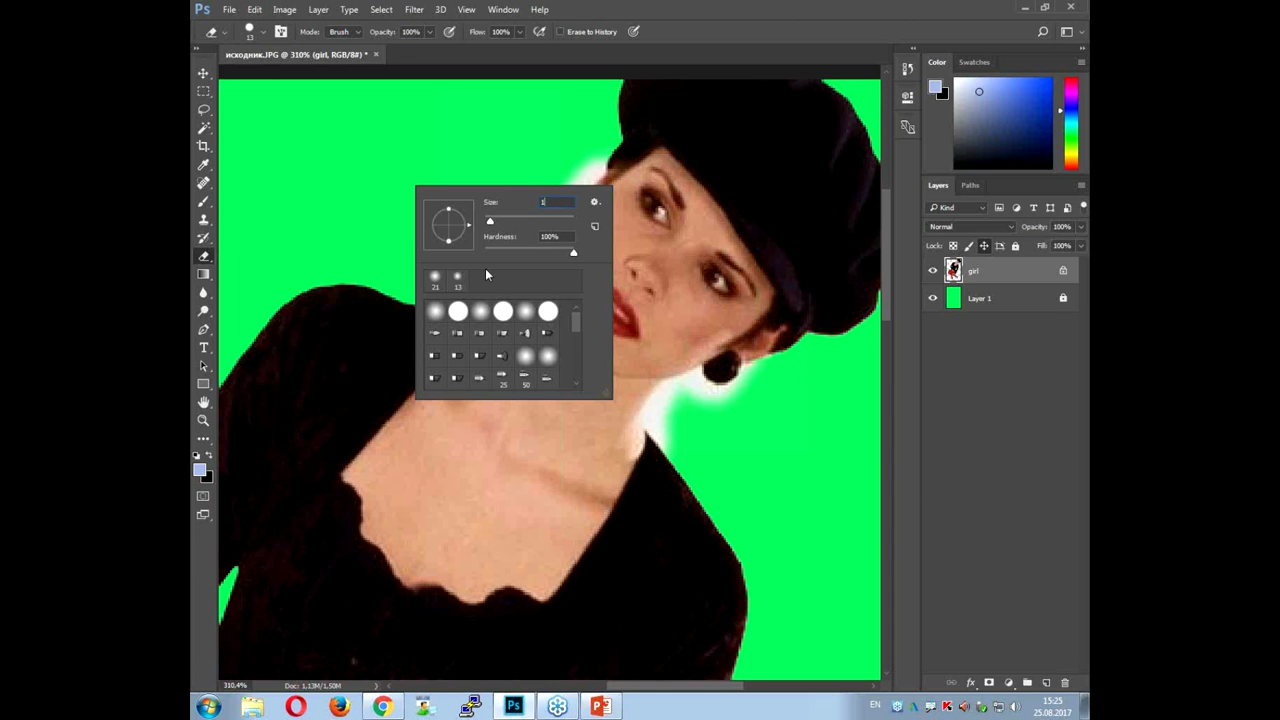 Ps File Edit Image Layer Type Select Filter 3D View Window Help
13 Mode: Brush Opacity: 100% Flow: 100% Erase to History
исходник.JPG @ 310% (girl, RGB/8#) * ×
Color Swatches
Size: 1
Hardness: 100%
21 13
25 50
Layers Paths
Kind
Normal Opacity: 100%
Lock: Fill: 100%
girl
Layer 1
310,4% Doc: 1,13M/1,50M
Ps EN 15:25
25.08.2017